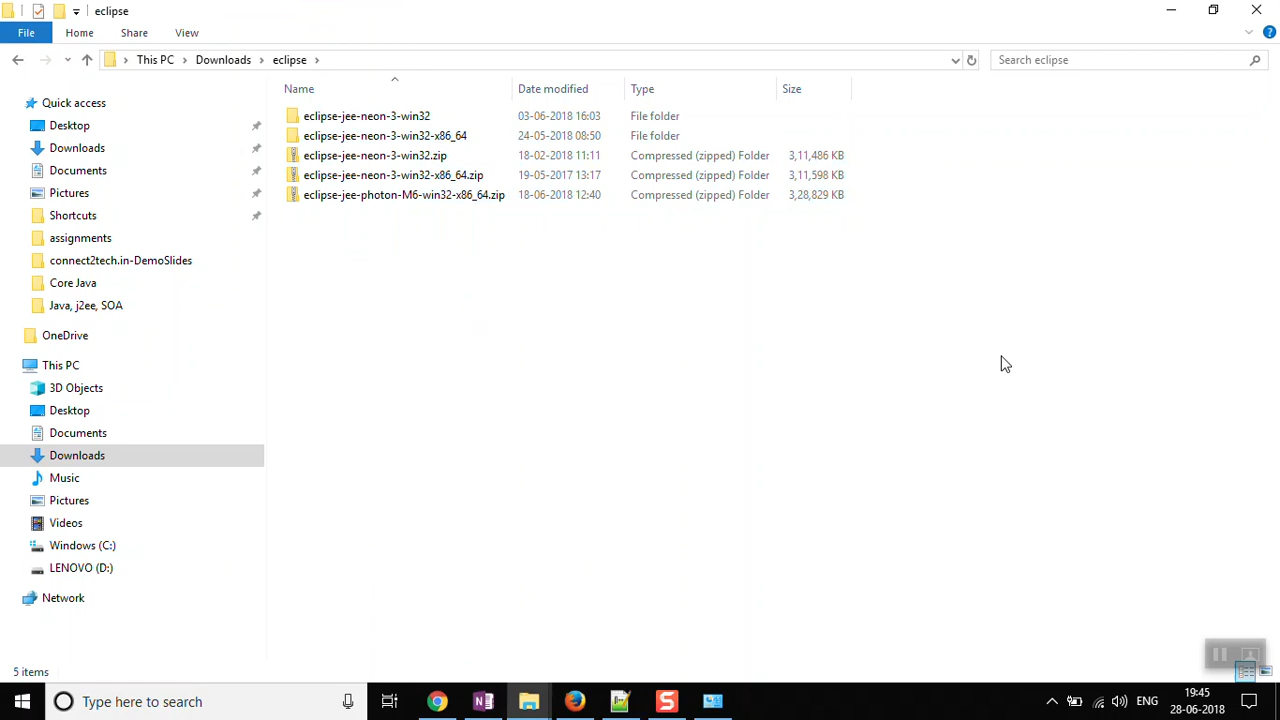 eclipse
File Home Share View
This PC Downloads eclipse Search eclipse
Name Date modified Type Size
Quick access
Desktop
Downloads
Documents
Pictures
Shortcuts
assignments
connect2tech.in-DemoSlides
Core Java
Java, j2ee, SOA
OneDrive
This PC
3D Objects
Desktop
Documents
Downloads
Music
Pictures
Videos
Windows (C:)
LENOVO (D:)
Network
eclipse-jee-neon-3-win32 03-06-2018 16:03 File folder
eclipse-jee-neon-3-win32-x86_64 24-05-2018 08:50 File folder
eclipse-jee-neon-3-win32.zip 18-02-2018 11:11 Compressed (zipped) Folder 3,11,486 KB
eclipse-jee-neon-3-win32-x86_64.zip 19-05-2017 13:17 Compressed (zipped) Folder 3,11,598 KB
eclipse-jee-photon-M6-win32-x86_64.zip 18-06-2018 12:40 Compressed (zipped) Folder 3,28,829 KB
5 items
Type here to search
ENG
19:45
28-06-2018